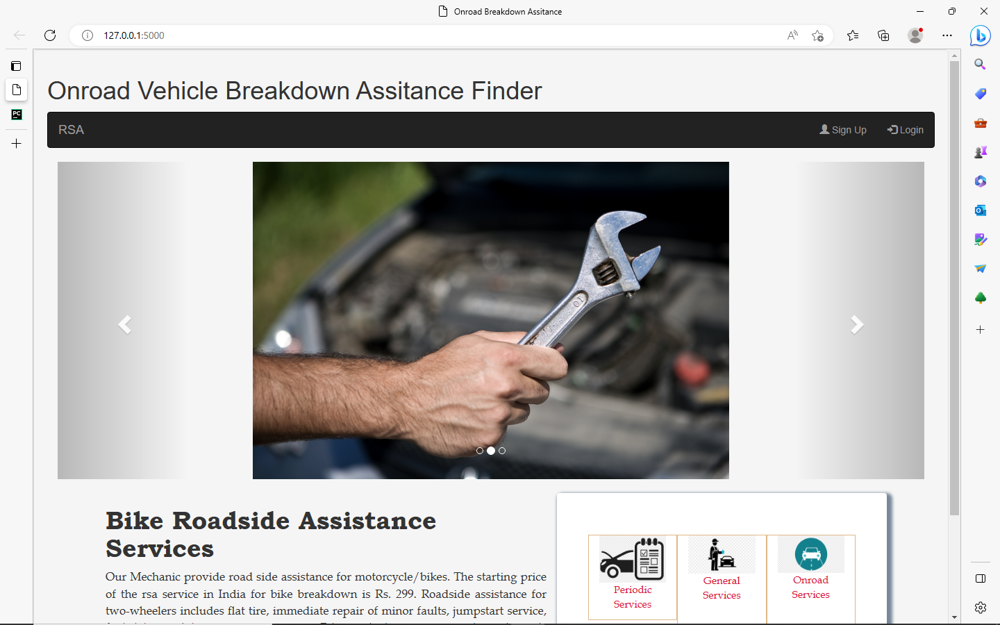 Onroad Breakdown Assitance
127.0.0.1:5000
Onroad Vehicle Breakdown Assitance Finder
RSA
Sign Up
Login
Bike Roadside Assistance
Services
Our Mechanic provide road side assistance for motorcycle/bikes. The starting price
of the rsa service in India for bike breakdown is Rs. 299. Roadside assistance for
two-wheelers includes flat tire, immediate repair of minor faults, jumpstart service,
Periodic
Services
General
Services
Onroad
Services